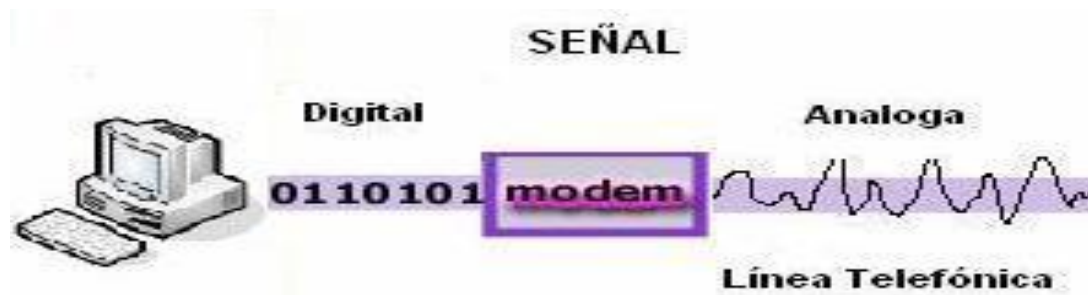 SEÑAL
Digital
Analoga
0110101 modem
Línea Telefónica